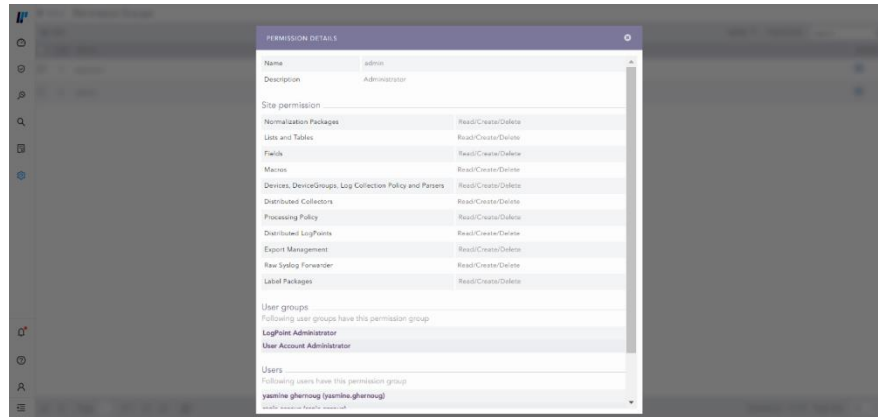 Permission Groups
PERMISSION DETAILS
Name admin
Description Administrator
Site permission
Normalization Packages Read/Create/Delete
Lists and Tables Read/Create/Delete
Fields Read/Create/Delete
Macros Read/Create/Delete
Devices, DeviceGroups, Log Collection Policy and Parsers Read/Create/Delete
Distributed Collectors Read/Create/Delete
Processing Policy Read/Create/Delete
Distributed LogPoints Read/Create/Delete
Export Management Read/Create/Delete
Raw Syslog Forwarder Read/Create/Delete
Label Packages Read/Create/Delete
User groups
Following user groups have this permission group
LogPoint Administrator
User Account Administrator
Users
Following users have this permission group
yasmine ghernoug (yasmine.ghernoug)